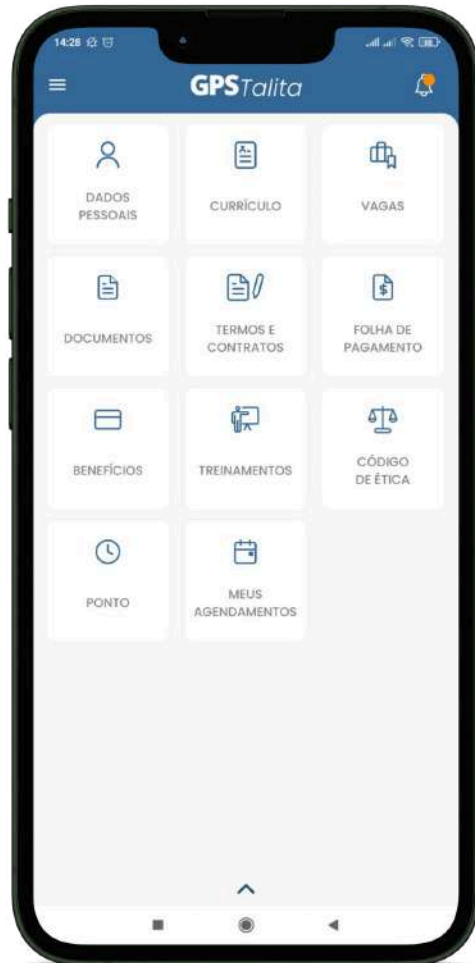 14:28
GPSTalita
DADOS
PESSOAIS
CURRÍCULO
VAGAS
DOCUMENTOS
TERMOS E
CONTRATOS
FOLHA DE
PAGAMENTO
BENEFÍCIOS
TREINAMENTOS
CÓDIGO
DE ÉTICA
PONTO
MEUS
AGENDAMENTOS